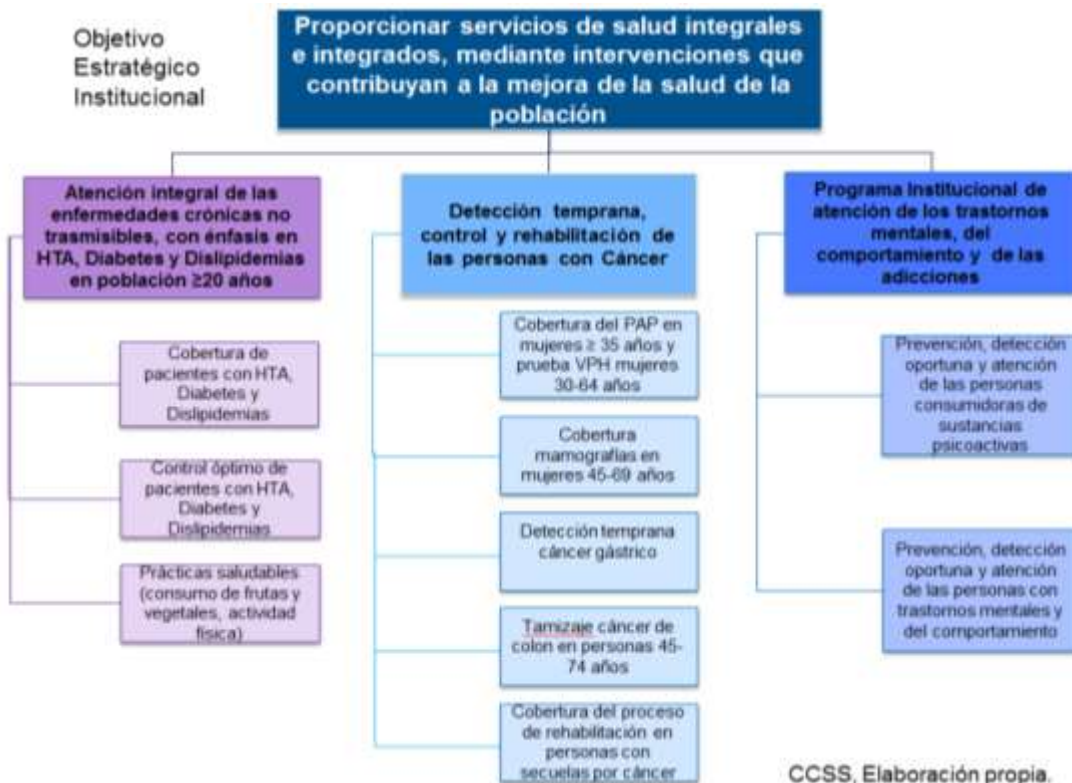 Objetivo
Estratégico
Institucional
Proporcionar servicios de salud integrales
e integrados, mediante intervenciones que
contribuyan a la mejora de la salud de la
población
Atención integral de las
enfermedades crónicas no
trasmisibles, con énfasis en
HTA, Diabetes y Dislipidemias
en población ≥20 años
Cobertura de
pacientes con HTA,
Diabetes y
Dislipidemias
Control óptimo de
pacientes con HTA,
Diabetes y
Dislipidemias
Prácticas saludables
(consumo de frutas y
vegetales, actividad
física)
Detección temprana,
control y rehabilitación de
las personas con Cáncer
Cobertura del PAP en
mujeres ≥ 35 años y
prueba VPH mujeres
30-64 años
Cobertura
mamografías en
mujeres 45-69 años
Detección temprana
cáncer gástrico
Tamizaje cáncer de
colon en personas 45-
74 años
Cobertura del proceso
de rehabilitación en
personas con
secuelas por cáncer
Programa Institucional de
atención de los trastornos
mentales, del
comportamiento y de las
adicciones
Prevención, detección
oportuna y atención
de las personas
consumidoras de
sustancias
psicoactivas
Prevención, detección
oportuna y atención
de las personas con
trastornos mentales y
del comportamiento
CCSS, Elaboración propia.